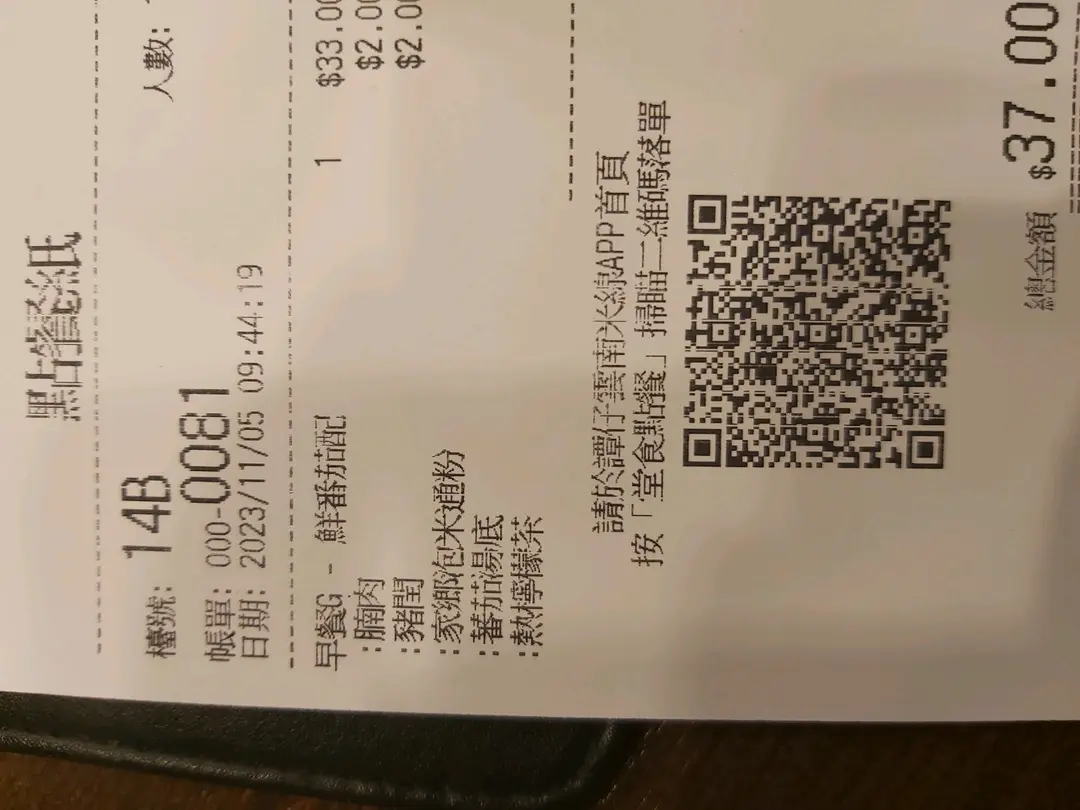 點餐紙
檯號: 14B 人數:
帳單: 000-0081
日期: 2023/11/05 09:44:19
早餐G - 鮮番茄配 1 $33.00
:腩肉 $2.00
:豬膶 $2.00
:家鄉泡米通粉
:蕃茄湯底
:熱檸檬茶
請於譚仔雲南米線APP首頁
按「堂食點餐」掃瞄二維碼落單
總金額 $37.00